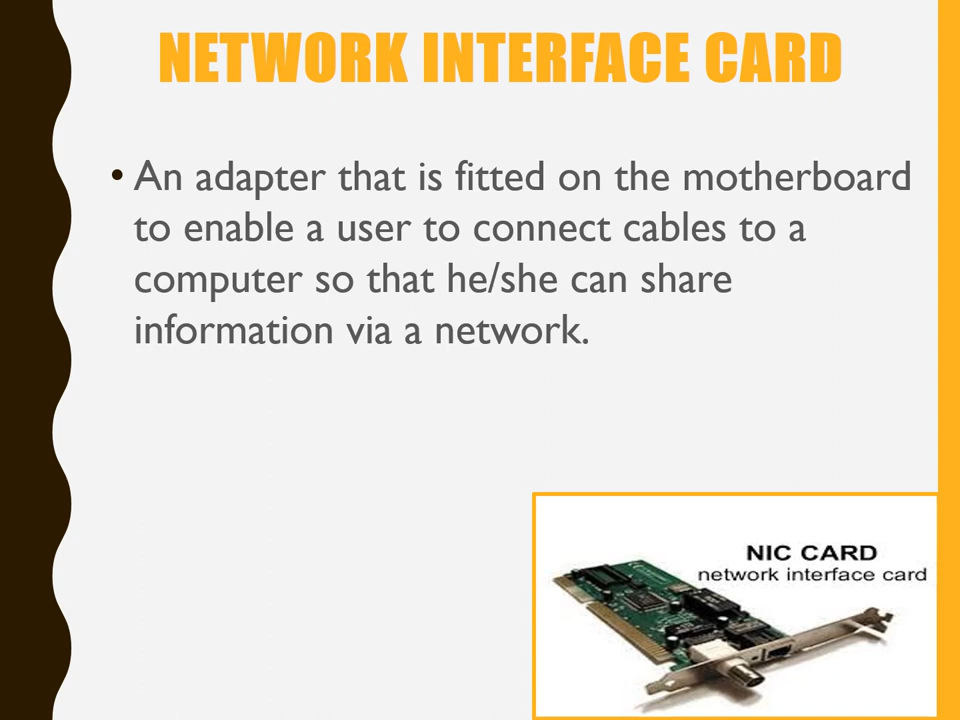 NETWORK INTERFACE CARD
• An adapter that is fitted on the motherboard
to enable a user to connect cables to a
computer so that he/she can share
information via a network.
NIC CARD
network interface card